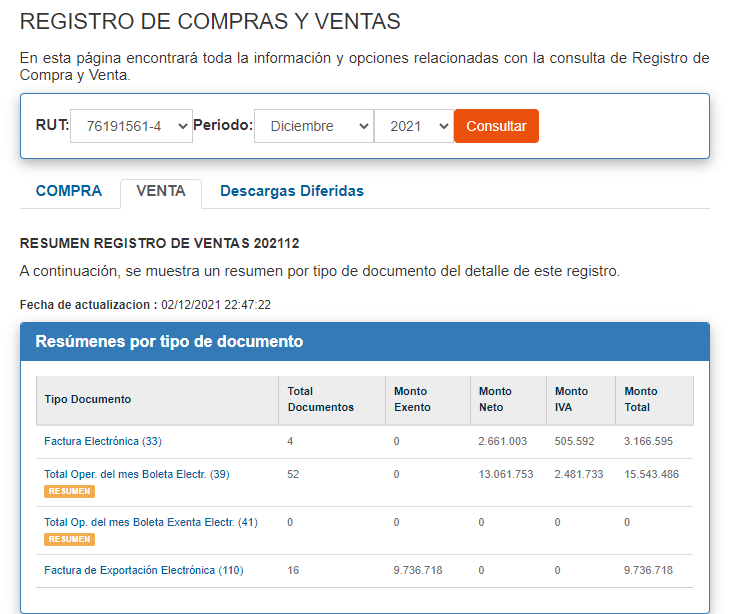 REGISTRO DE COMPRAS Y VENTAS
En esta página encontrará toda la información y opciones relacionadas con la consulta de Registro de
Compra y Venta.
RUT: 76191561-4 Periodo: Diciembre 2021 Consultar
COMPRA VENTA Descargas Diferidas
RESUMEN REGISTRO DE VENTAS 202112
A continuación, se muestra un resumen por tipo de documento del detalle de este registro.
Fecha de actualizacion : 02/12/2021 22:47:22
Resúmenes por tipo de documento
Tipo Documento Total Documentos Monto Exento Monto Neto Monto IVA Monto Total
Factura Electrónica (33) 4 0 2.661.003 505.592 3.166.595
Total Oper. del mes Boleta Electr. (39) 52 0 13.061.753 2.481.733 15.543.486
RESUMEN
Total Op. del mes Boleta Exenta Electr. (41) 0 0 0 0 0
RESUMEN
Factura de Exportación Electrónica (110) 16 9.736.718 0 0 9.736.718